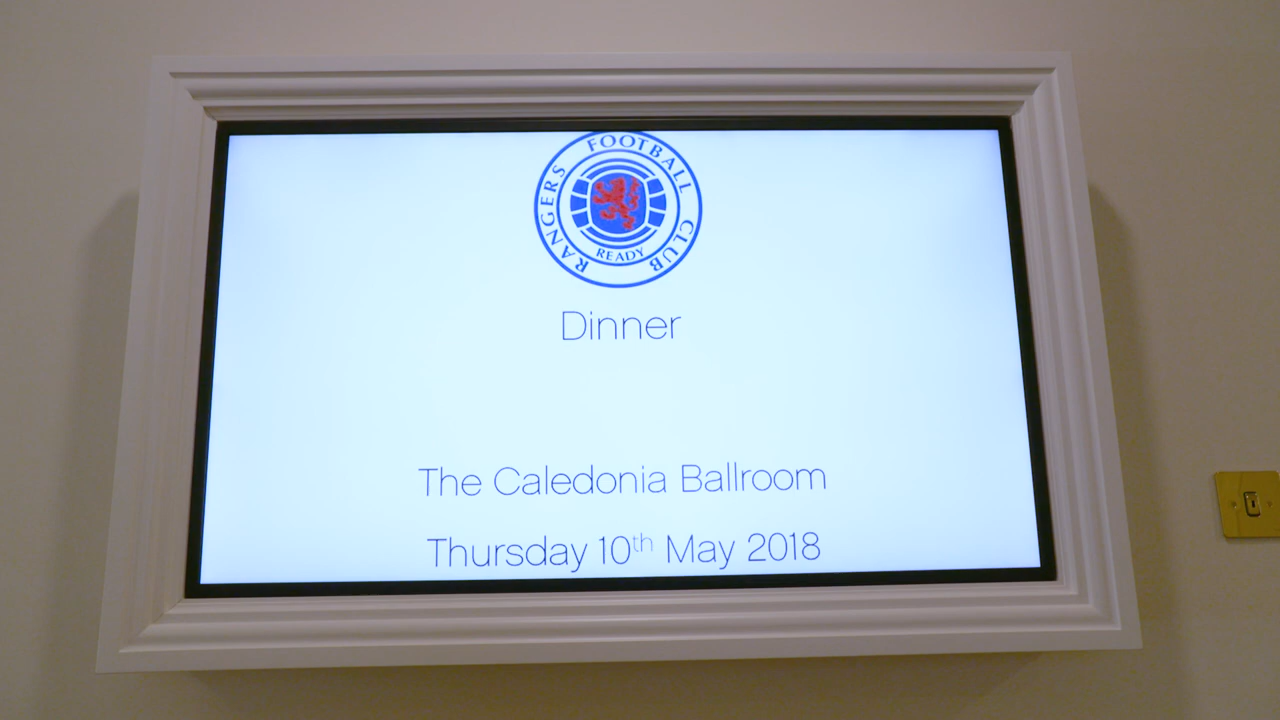 RANGERS FOOTBALL CLUB
READY
Dinner
The Caledonia Ballroom
Thursday 10th May 2018